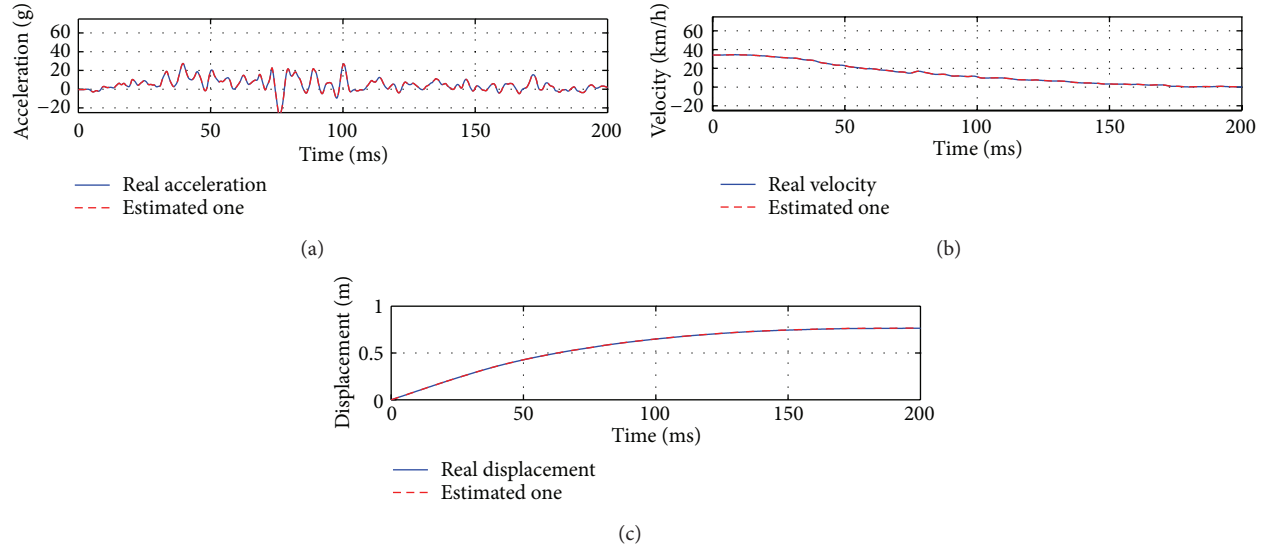 Acceleration (g)
60
40
20
0
−20
0 50 100 150 200
Time (ms)
Real acceleration
Estimated one
(a)
Velocity (km/h)
60
40
20
0
−20
0 50 100 150 200
Time (ms)
Real velocity
Estimated one
(b)
Displacement (m)
1
0.5
0
0 50 100 150 200
Time (ms)
Real displacement
Estimated one
(c)